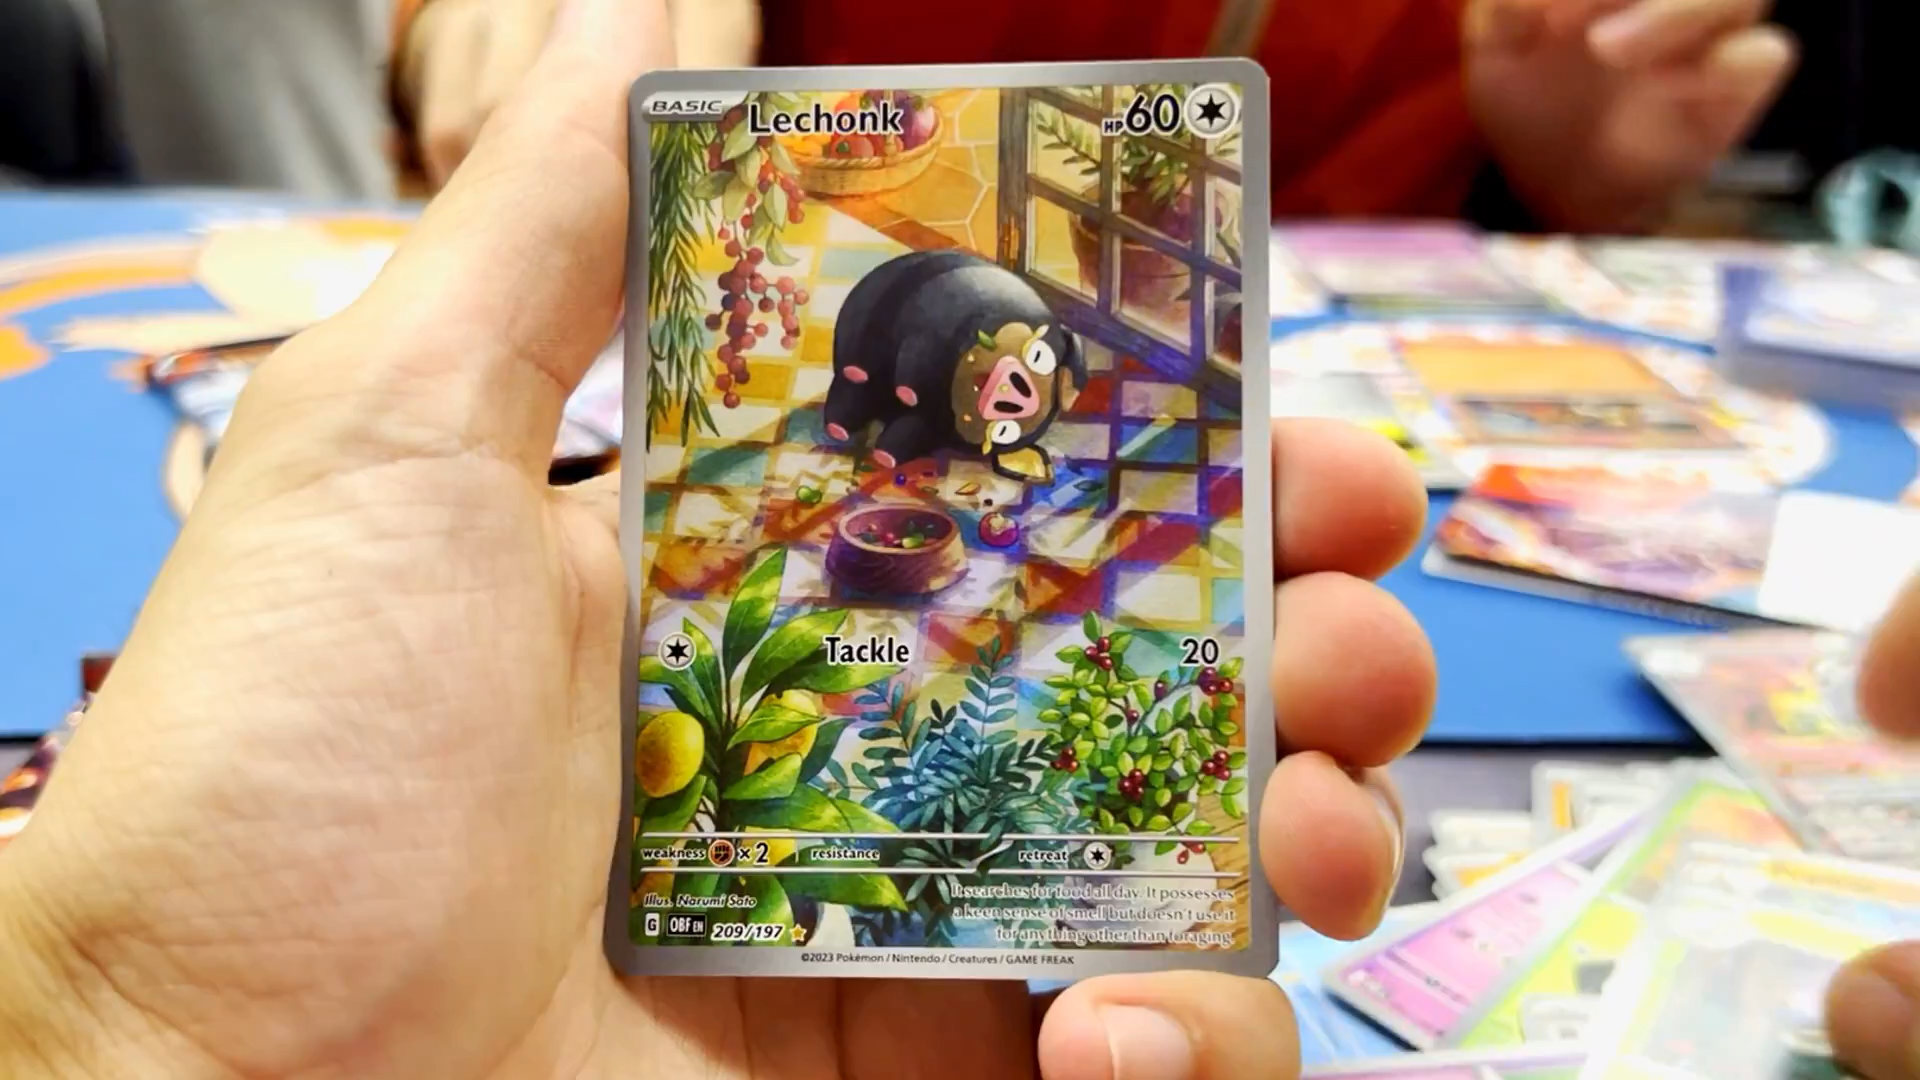 BASIC Lechonk HP 60
Tackle 20
weakness ×2 resistance retreat
It searches for food all day. It possesses
a keen sense of smell but doesn't use it
for anything other than foraging.
Illus. Narumi Sato
G OBF EN 209/197
©2023 Pokémon / Nintendo / Creatures / GAME FREAK